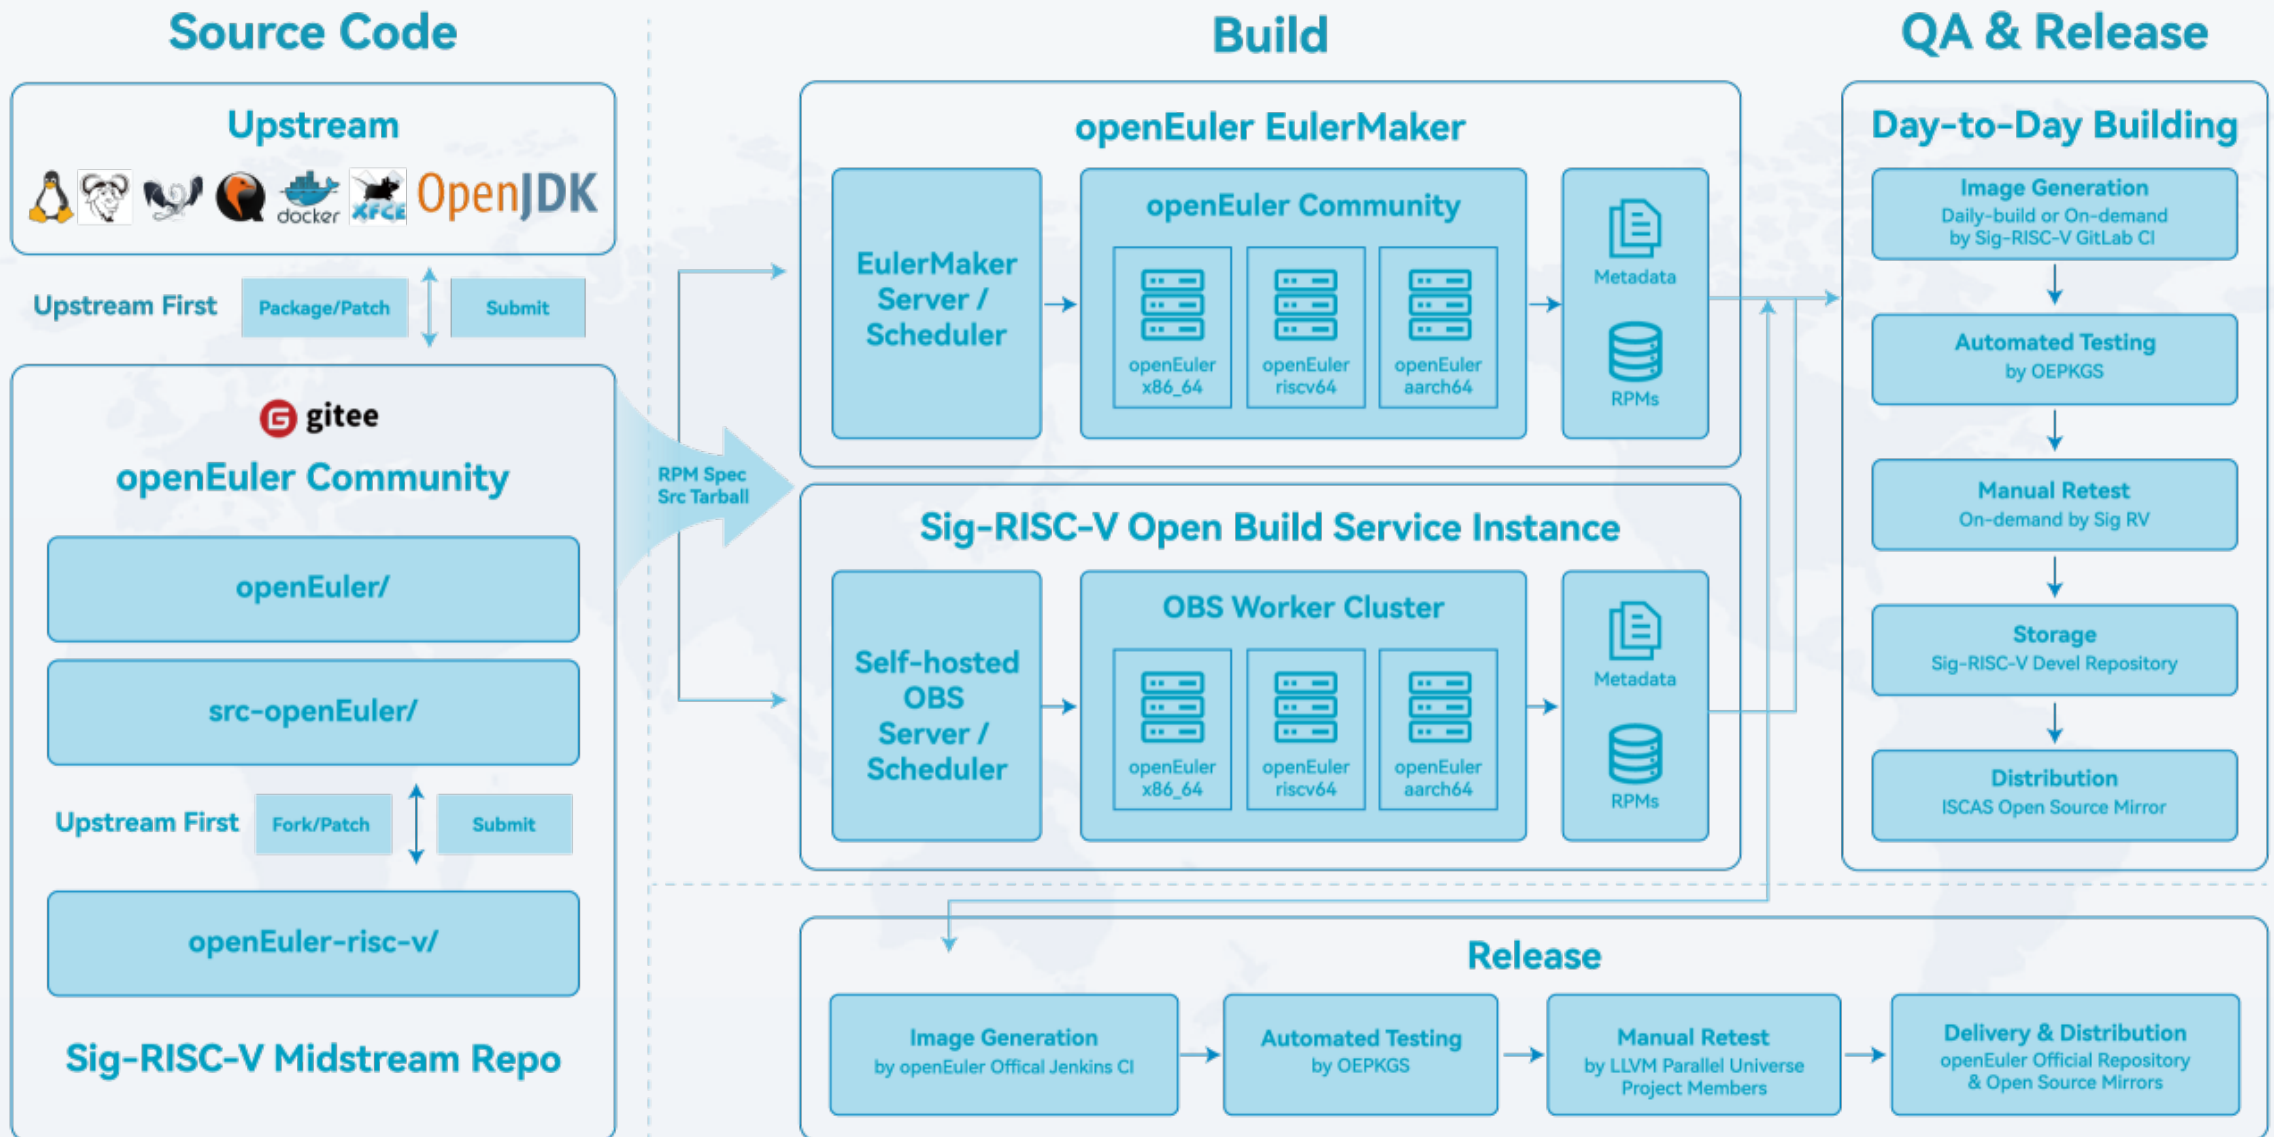 Source Code
Upstream
docker
XFCE
OpenJDK
Upstream First
Package/Patch
Submit
gitee
openEuler Community
openEuler/
src-openEuler/
Upstream First
Fork/Patch
Submit
openEuler-risc-v/
Sig-RISC-V Midstream Repo
RPM Spec
Src Tarball
Build
openEuler EulerMaker
EulerMaker
Server /
Scheduler
openEuler Community
openEuler
x86_64
openEuler
riscv64
openEuler
aarch64
Metadata
RPMs
Sig-RISC-V Open Build Service Instance
Self-hosted
OBS
Server /
Scheduler
OBS Worker Cluster
openEuler
x86_64
openEuler
riscv64
openEuler
aarch64
Metadata
RPMs
QA & Release
Day-to-Day Building
Image Generation
Daily-build or On-demand
by Sig-RISC-V GitLab CI
Automated Testing
by OEPKGS
Manual Retest
On-demand by Sig RV
Storage
Sig-RISC-V Devel Repository
Distribution
ISCAS Open Source Mirror
Release
Image Generation
by openEuler Offical Jenkins CI
Automated Testing
by OEPKGS
Manual Retest
by LLVM Parallel Universe
Project Members
Delivery & Distribution
openEuler Official Repository
& Open Source Mirrors